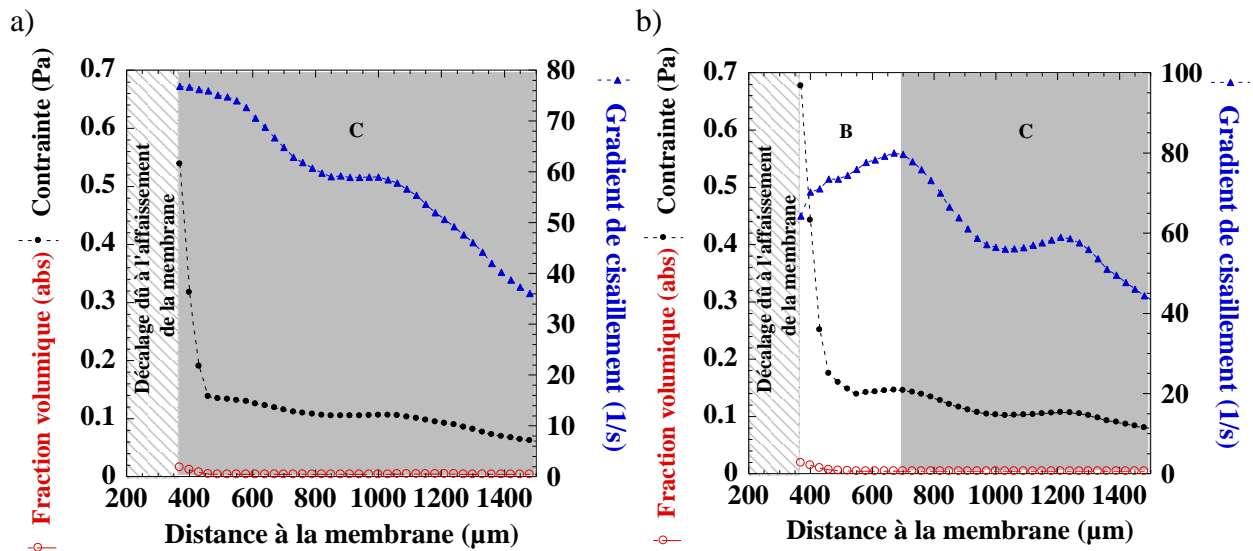 a)
Fraction volumique (abs)
Contrainte (Pa)
0.7
0.6
0.5
0.4
0.3
0.2
0.1
0
Décalage dû à l'affaissement
de la membrane
C
80
70
60
50
40
30
20
10
0
Gradient de cisaillement
(1/s)
200 400 600 800 1000 1200 1400
Distance à la membrane (µm)
b)
Fraction volumique (abs)
Contrainte (Pa)
0.7
0.6
0.5
0.4
0.3
0.2
0.1
0
Décalage dû à l'affaissement
de la membrane
B
C
100
80
60
40
20
0
Gradient de cisaillement
(1/s)
200 400 600 800 1000 1200 1400
Distance à la membrane (µm)